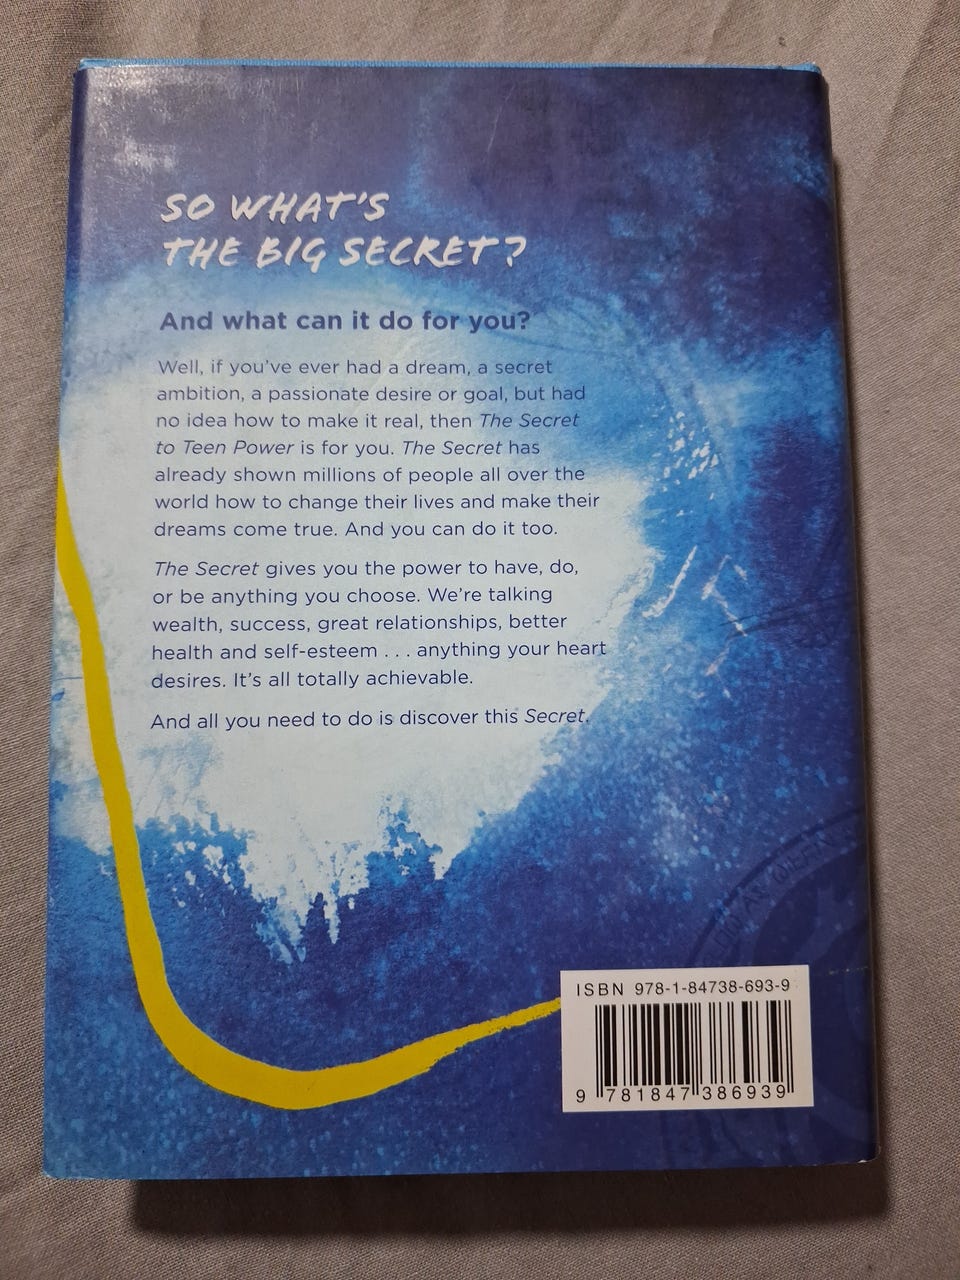 SO WHAT'S
THE BIG SECRET?
And what can it do for you?
Well, if you've ever had a dream, a secret
ambition, a passionate desire or goal, but had
no idea how to make it real, then The Secret
to Teen Power is for you. The Secret has
already shown millions of people all over the
world how to change their lives and make their
dreams come true. And you can do it too.
The Secret gives you the power to have, do,
or be anything you choose. We're talking
wealth, success, great relationships, better
health and self-esteem . . . anything your heart
desires. It's all totally achievable.
And all you need to do is discover this Secret.
ISBN 978-1-84738-693-9
9 781847 386939